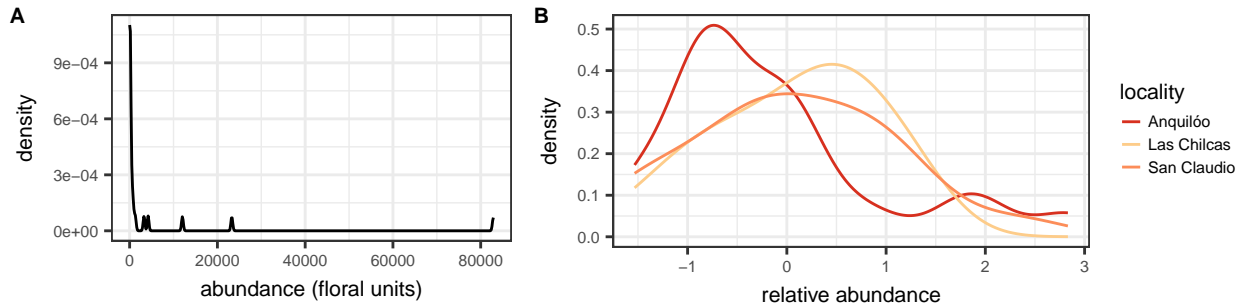 A
density
9e−04
6e−04
3e−04
0e+00
0
20000
40000
60000
80000
abundance (floral units)
B
density
0.5
0.4
0.3
0.2
0.1
0.0
−1
0
1
2
3
relative abundance
locality
Anquilóo
Las Chilcas
San Claudio